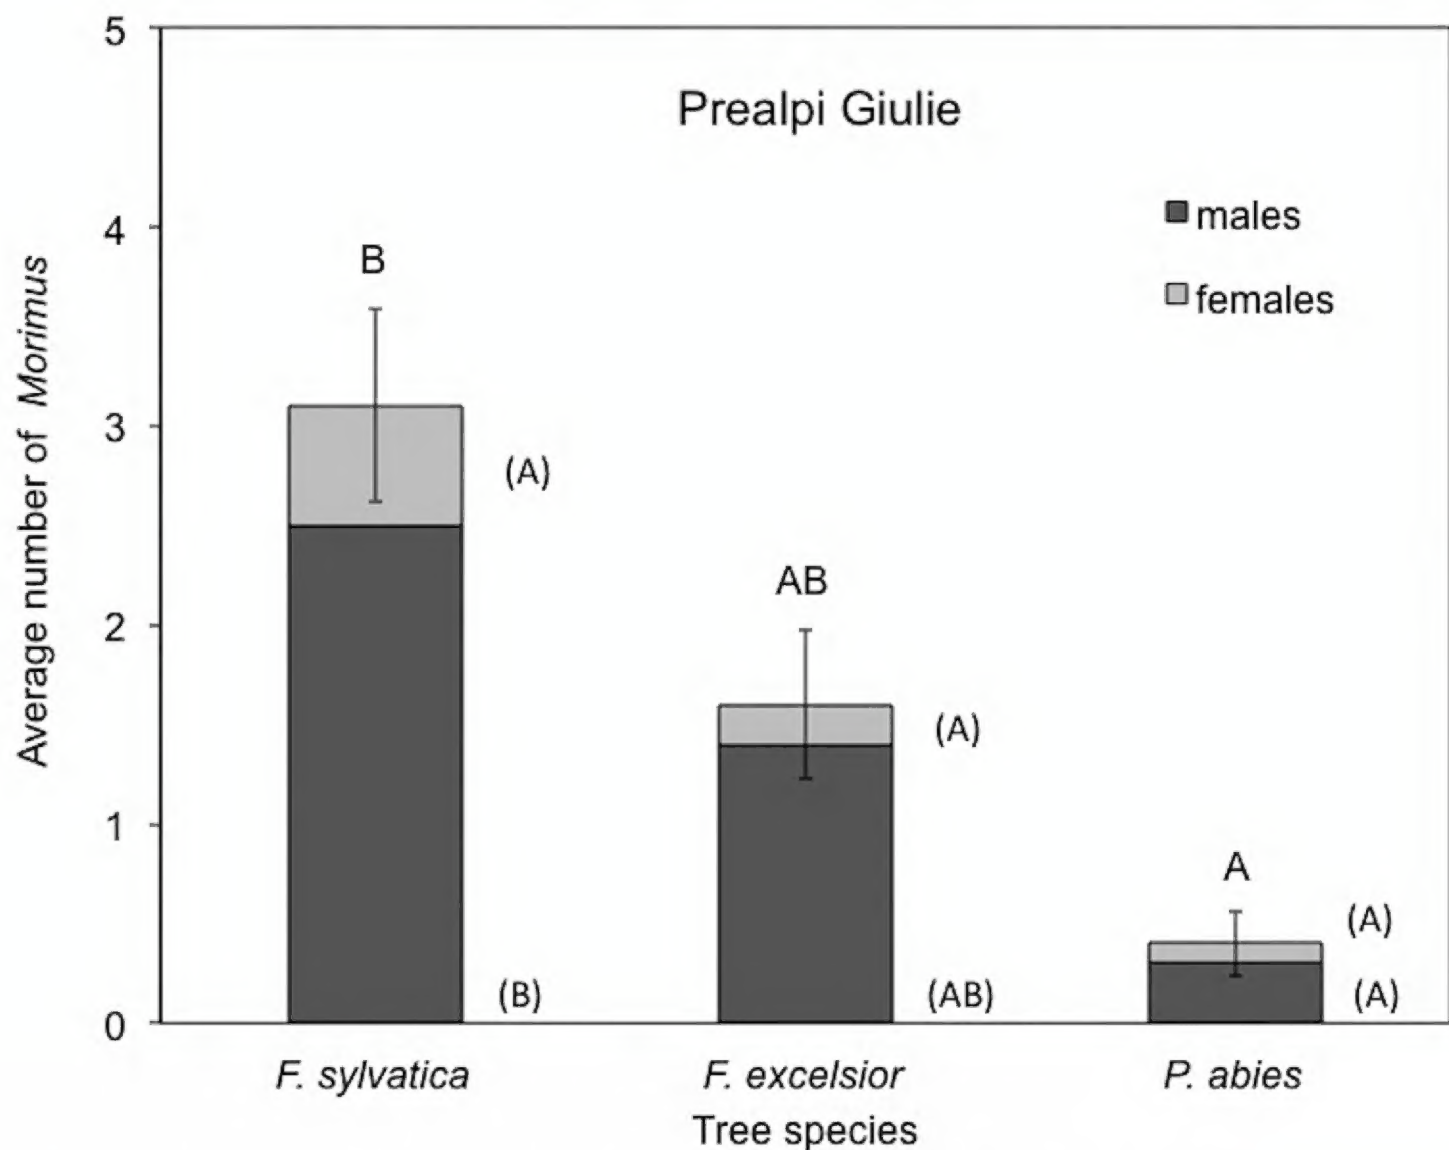 Prealpi Giulie
males
females
Average number of Morimus
5
4
3
2
1
0
B
(A)
(B)
AB
(A)
(AB)
A
(A)
(A)
F. sylvatica
F. excelsior
P. abies
Tree species